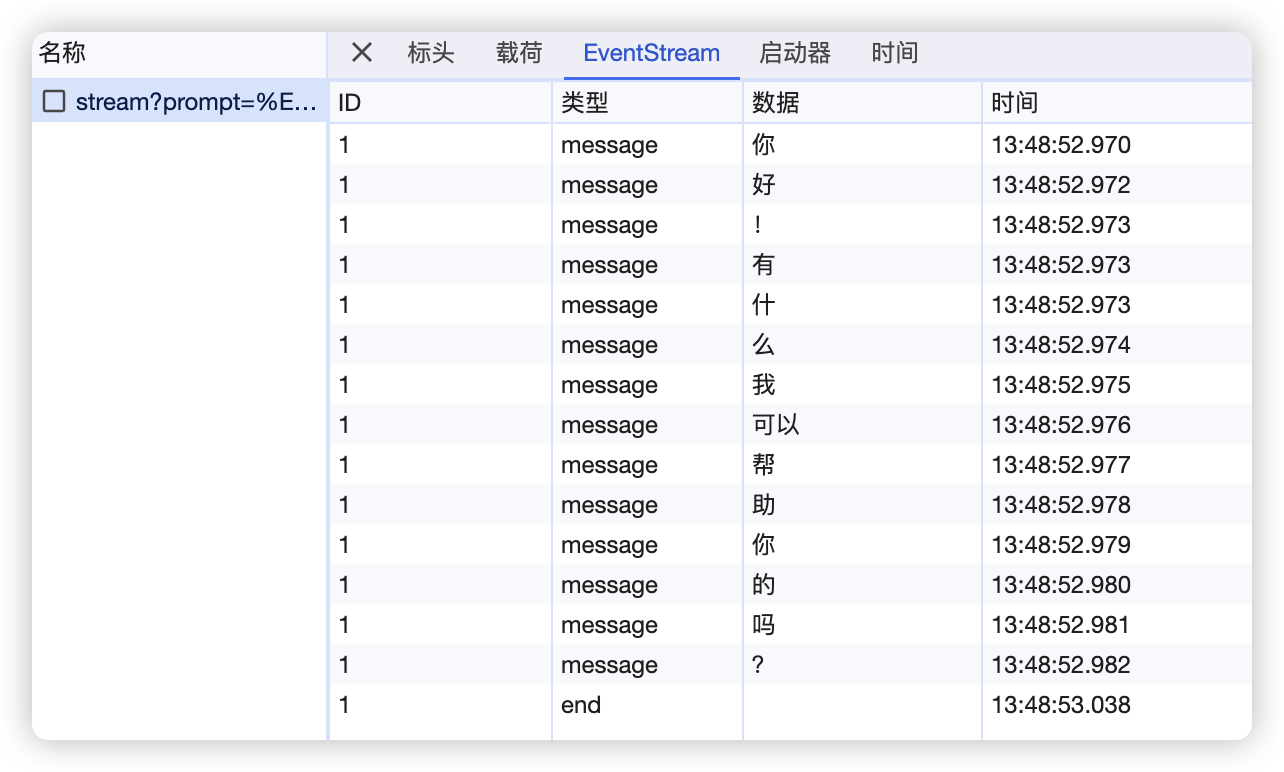 名称 标头 载荷 EventStream 启动器 时间
stream?prompt=%E... ID 类型 数据 时间
1 message 你 13:48:52.970
1 message 好 13:48:52.972
1 message ! 13:48:52.973
1 message 有 13:48:52.973
1 message 什 13:48:52.973
1 message 么 13:48:52.974
1 message 我 13:48:52.975
1 message 可以 13:48:52.976
1 message 帮 13:48:52.977
1 message 助 13:48:52.978
1 message 你 13:48:52.979
1 message 的 13:48:52.980
1 message 吗 13:48:52.981
1 message ? 13:48:52.982
1 end 13:48:53.038